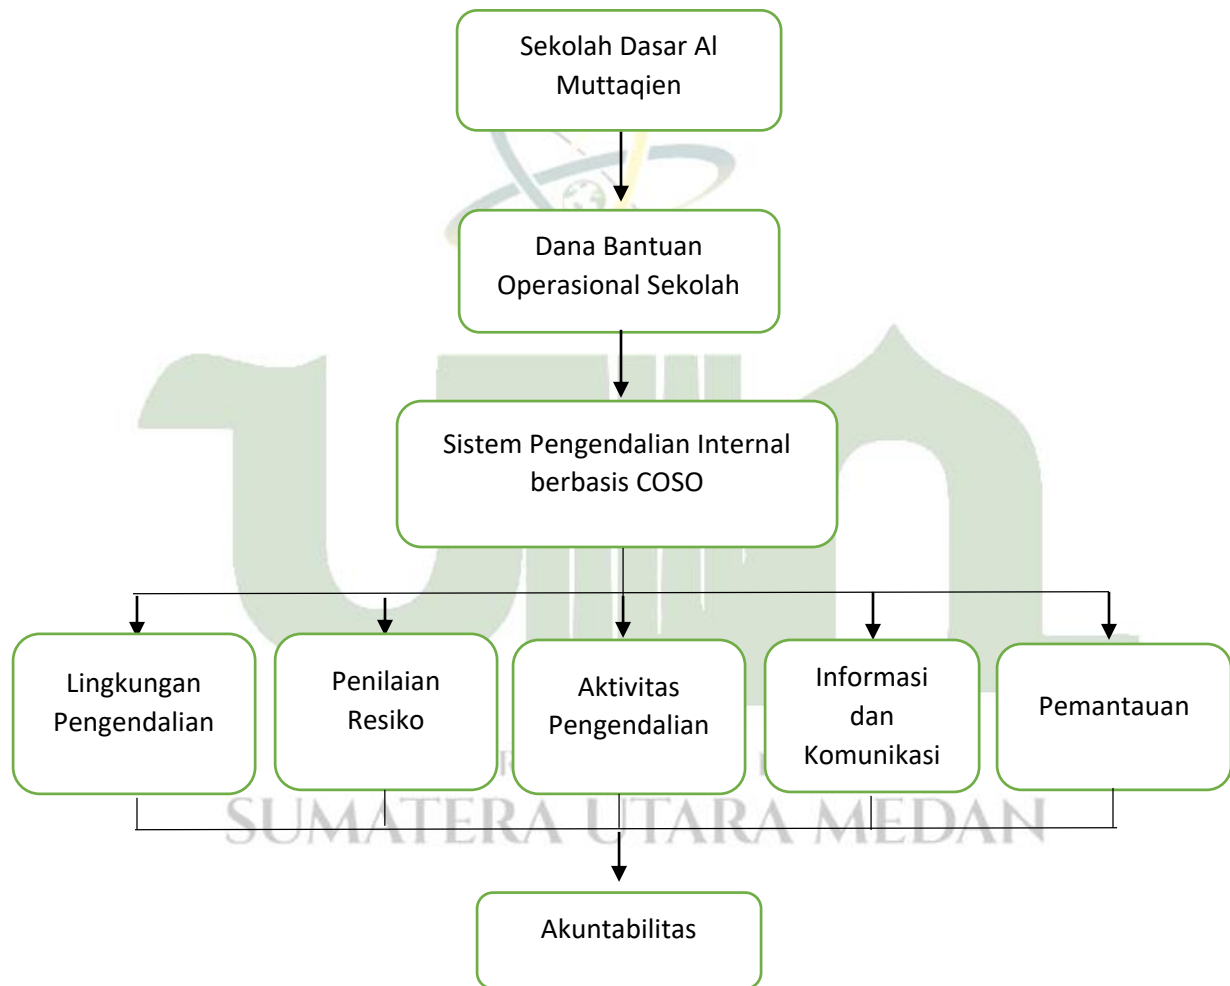 Sekolah Dasar Al
Muttaqien
Dana Bantuan
Operasional Sekolah
Sistem Pengendalian Internal
berbasis COSO
Lingkungan
Pengendalian
Penilaian
Resiko
Aktivitas
Pengendalian
Informasi
dan
Komunikasi
Pemantauan
SUMATERA UTARA MEDAN
Akuntabilitas